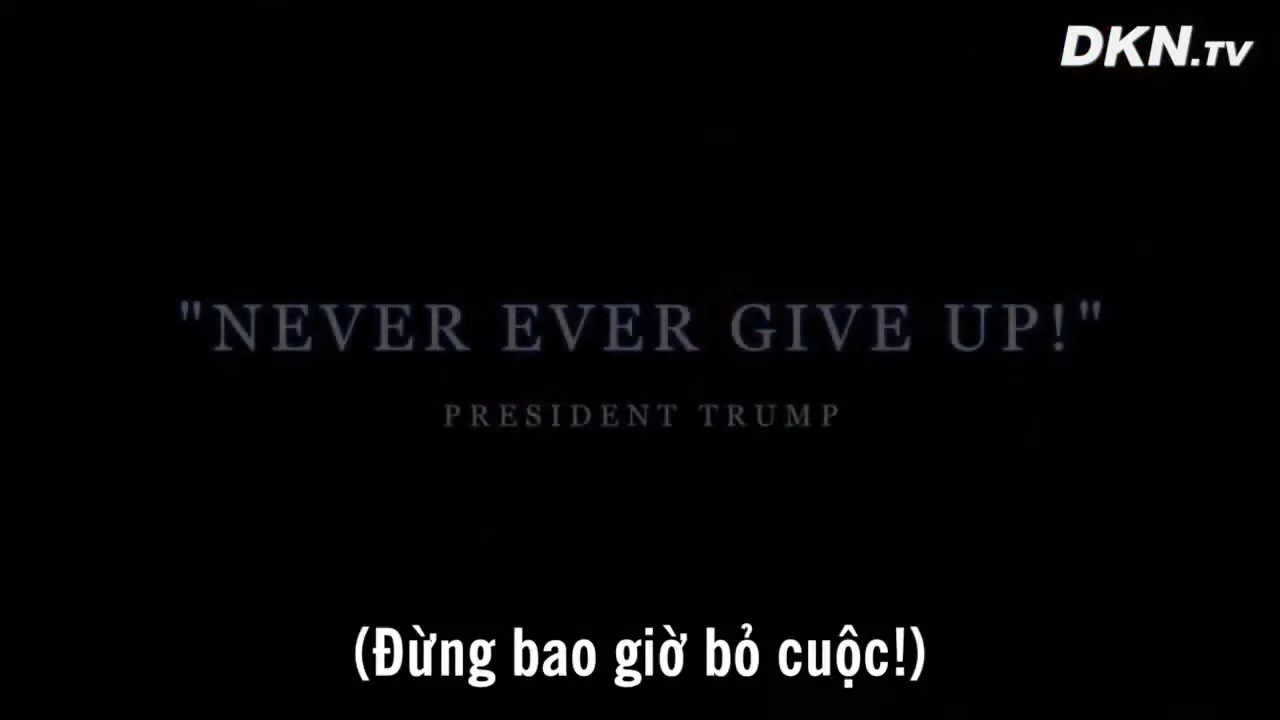 DKN.TV
"NEVER EVER GIVE UP!"
PRESIDENT TRUMP
(Đừng bao giờ bỏ cuộc!)